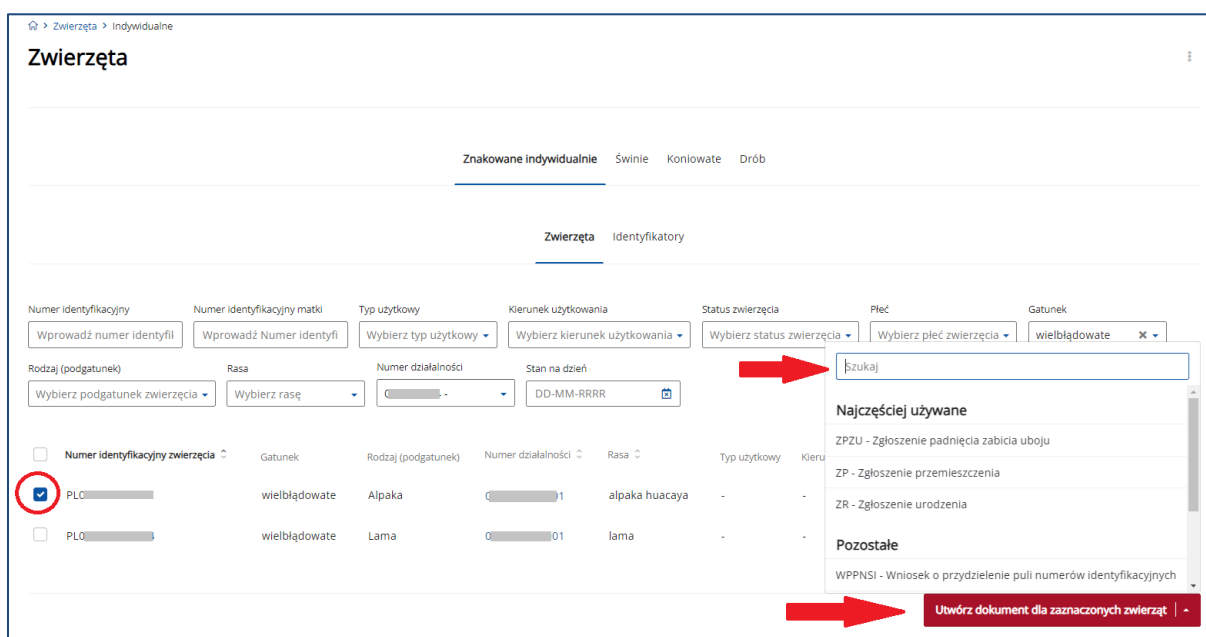 Zwierzęta > Indywidualne
Zwierzęta
Znakowane indywidualnie Świnie Koniowate Drób
Zwierzęta Identyfikatory
Numer identyfikacyjny Numer identyfikacyjny matki Typ użytkowy Kierunek użytkowania Status zwierzęcia Płeć Gatunek
Wprowadź numer identyfi Wprowadź Numer identyfi Wybierz typ użytkowy Wybierz kierunek użytkowania Wybierz status zwierzęcia Wybierz płeć zwierzęcia wielbłądowate
Rodzaj (podgatunek) Rasa Numer działalności Stan na dzień
Wybierz podgatunek zwierzęcia Wybierz rasę 0 - DD-MM-RRRR
Szukaj
Najczęściej używane
ZPZU - Zgłoszenie padnięcia zabicia uboju
ZP - Zgłoszenie przemieszczenia
ZR - Zgłoszenie urodzenia
Pozostałe
WPPNSI - Wniosek o przydzielenie puli numerów identyfikacyjnych
Numer identyfikacyjny zwierzęcia Gatunek Rodzaj (podgatunek) Numer działalności Rasa Typ użytkowy Kieru
PL0 wielbłądowate Alpaka 0 01 alpaka huacaya - -
PL0 wielbłądowate Lama 0 01 lama - -
Utwórz dokument dla zaznaczonych zwierząt